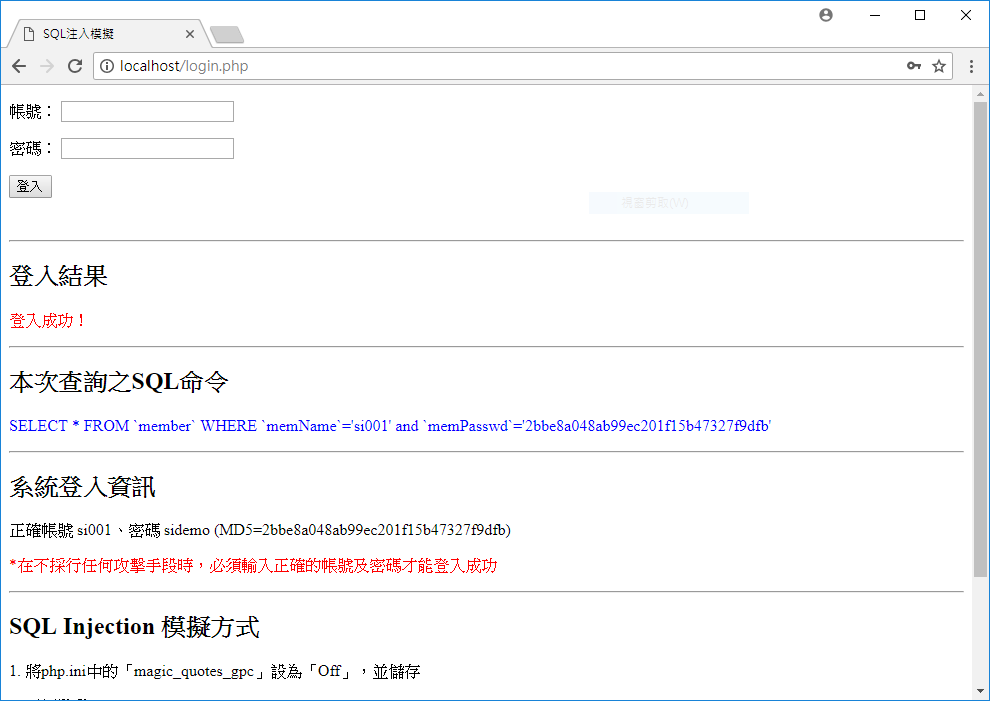 SQL注入模擬
localhost/login.php
帳號：
密碼：
登入
視窗剪取(W)
登入結果
登入成功！
本次查詢之SQL命令
SELECT * FROM `member` WHERE `memName`='si001' and `memPasswd`='2bbe8a048ab99ec201f15b47327f9dfb'
系統登入資訊
正確帳號 si001、密碼 sidemo (MD5=2bbe8a048ab99ec201f15b47327f9dfb)
*在不採行任何攻擊手段時，必須輸入正確的帳號及密碼才能登入成功
SQL Injection 模擬方式
1. 將php.ini中的「magic_quotes_gpc」設為「Off」，並儲存